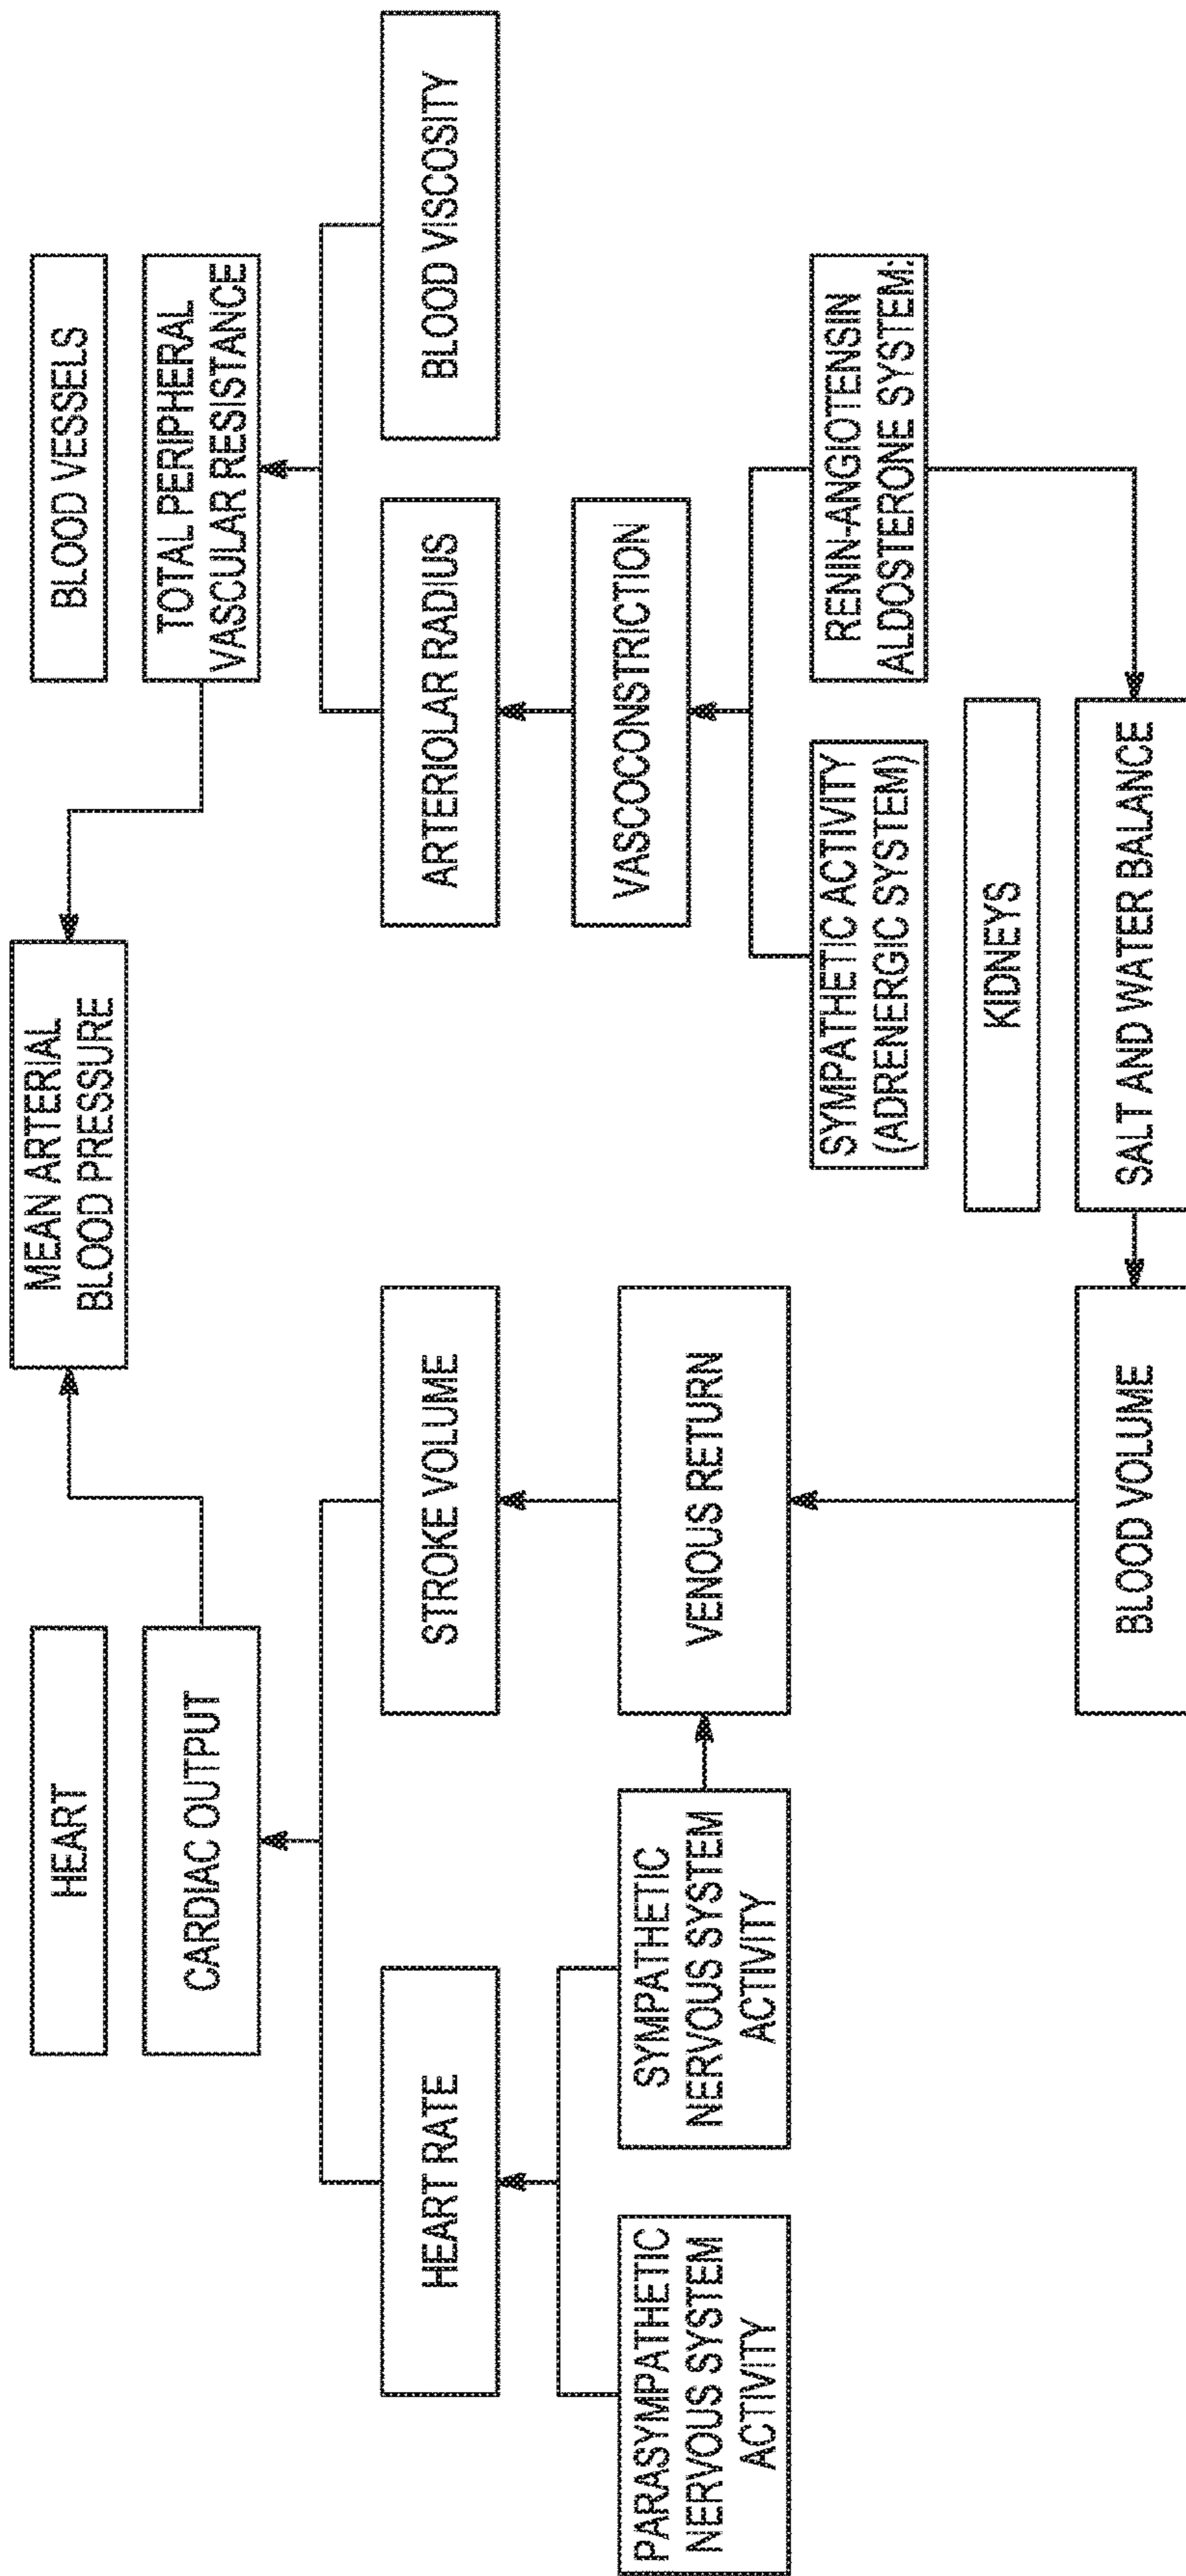 MEAN ARTERIAL
BLOOD PRESSURE
HEART
BLOOD VESSELS
CARDIAC OUTPUT
TOTAL PERIPHERAL
VASCULAR RESISTANCE
HEART RATE
STROKE VOLUME
ARTERIOLAR RADIUS
BLOOD VISCOSITY
PARASYMPATHETIC
NERVOUS SYSTEM
ACTIVITY
SYMPATHETIC
NERVOUS SYSTEM
ACTIVITY
VENOUS RETURN
VASCOCONSTRICTION
SYMPATHETIC ACTIVITY
(ADRENERGIC SYSTEM)
RENIN-ANGIOTENSIN
ALDOSTERONE SYSTEM:
KIDNEYS
BLOOD VOLUME
SALT AND WATER BALANCE